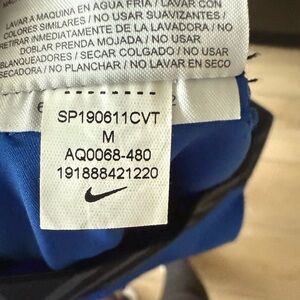 LAVAR A MAQUINA EN AGUA FRIA / LAVAR CON
COLORES SIMILARES / NO USAR SUAVIZANTES /
RETIRAR INMEDIATAMENTE DE LA LAVADORA / NO
DOBLAR PRENDA MOJADA / NO USAR
BLANQUEADORES / SECAR COLGADO / NO USAR
SECADORA / NO PLANCHAR / NO LAVAR EN SECO
SP190611CVT
M
AQ0068-480
191888421220